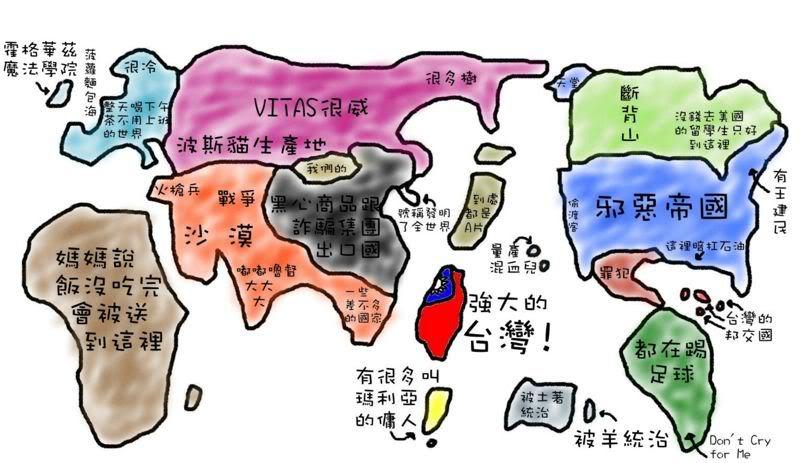 霍格華茲
魔法學院
菠蘿麵包海
很冷
整天喝下午
茶不用上班
的世界
VITAS很威
很多樹
波斯貓生產地
我們的
火槍兵
戰爭
沙漠
黑心商品跟
詐騙集團
出口國
號稱發明
了全世界
到處
都是
A片
天堂
斷
背
山
沒錢去美國
的留學生只好
到這裡
有王建民
偷渡客
邪惡帝國
這裡暗扛石油
罪犯
台灣的
邦交國
媽媽說
飯沒吃完
會被送
到這裡
嘟嘟嚕督
大大
大
一些
差不多
的國家
量產
混血兒
強大的
台灣!
有很多叫
瑪利亞
的傭人
被土著
統治
被羊統治
都在踢
足球
Don't Cry
for Me